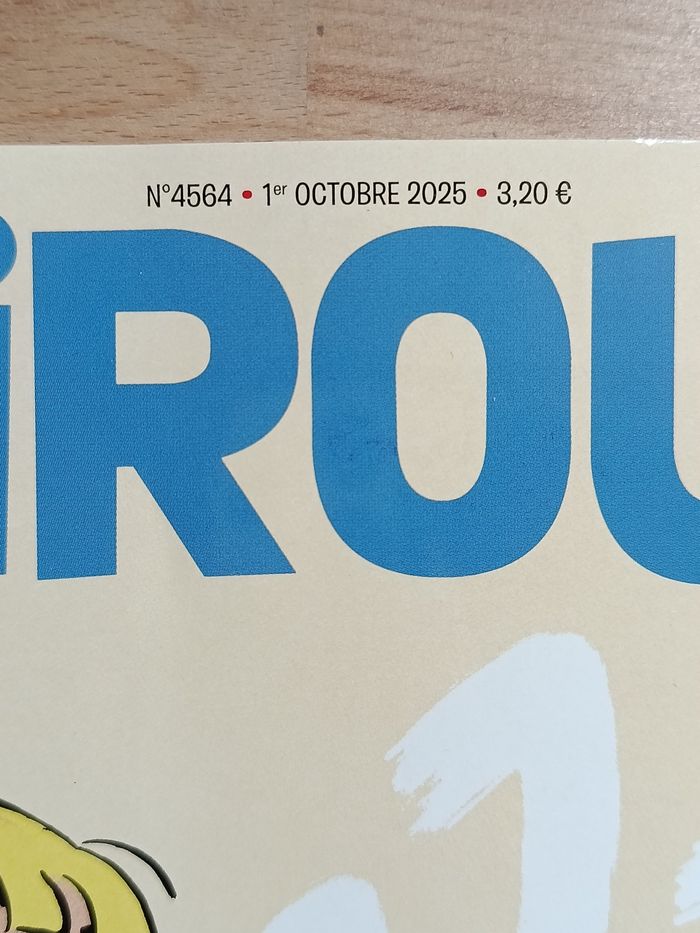 N°4564 • 1er OCTOBRE 2025 • 3,20 €
iROU